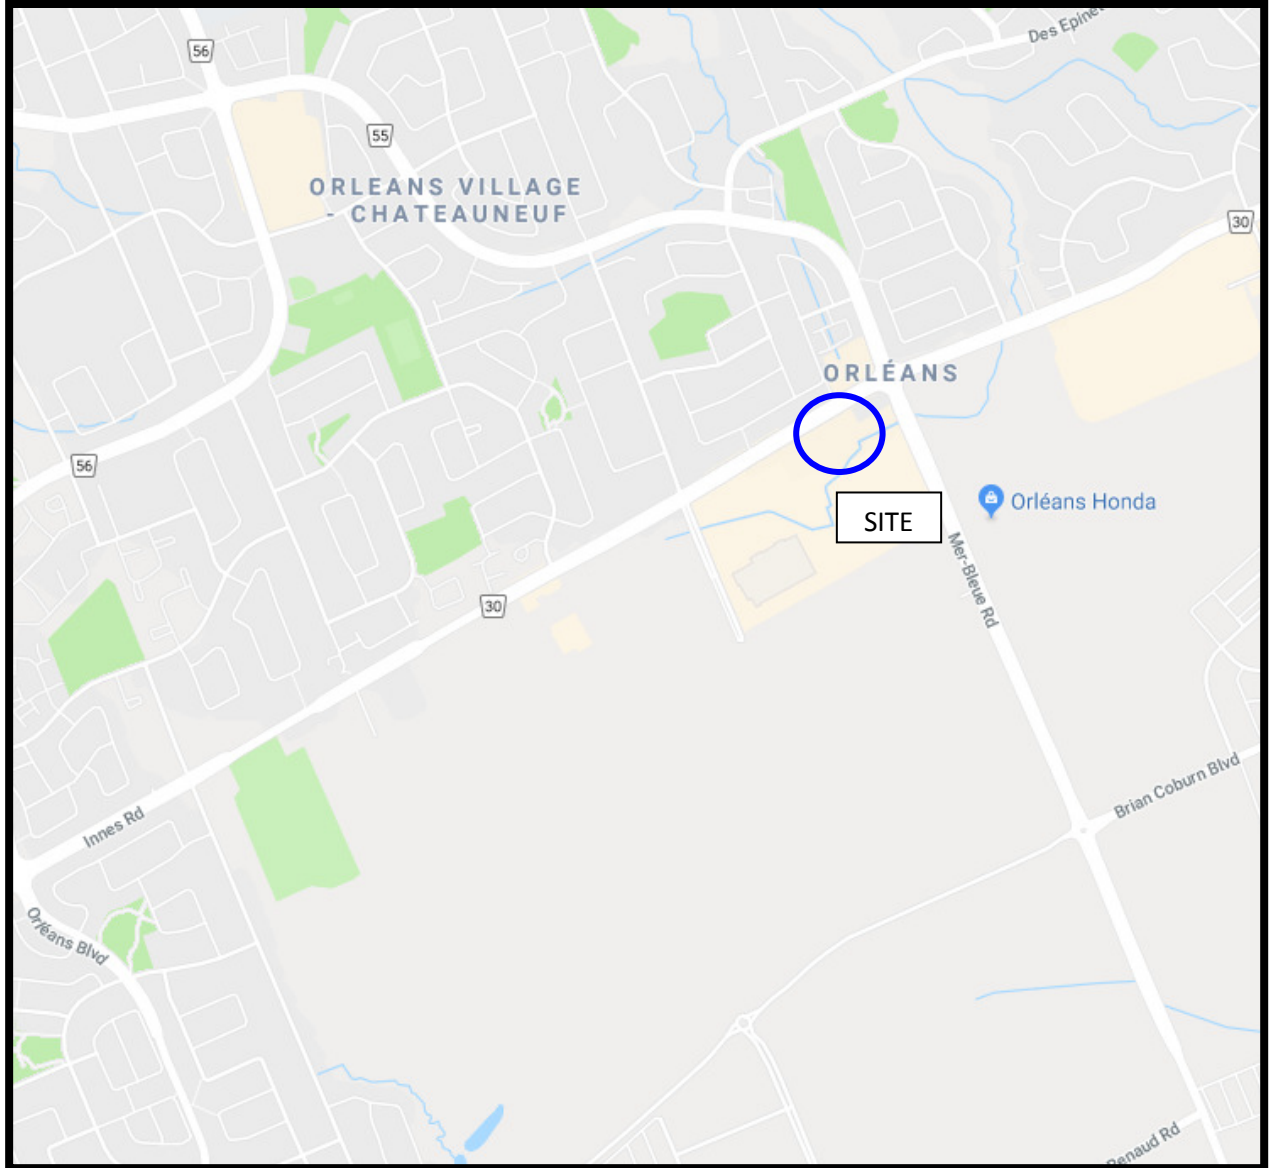 Des Epine
56
55
ORLEANS VILLAGE
- CHATEAUNEUF
30
ORLÉANS
56
Orléans Honda
SITE
Mer-Bleue Rd
30
Brian Coburn Blvd
Innes Rd
Orléans Blvd
Renaud Rd